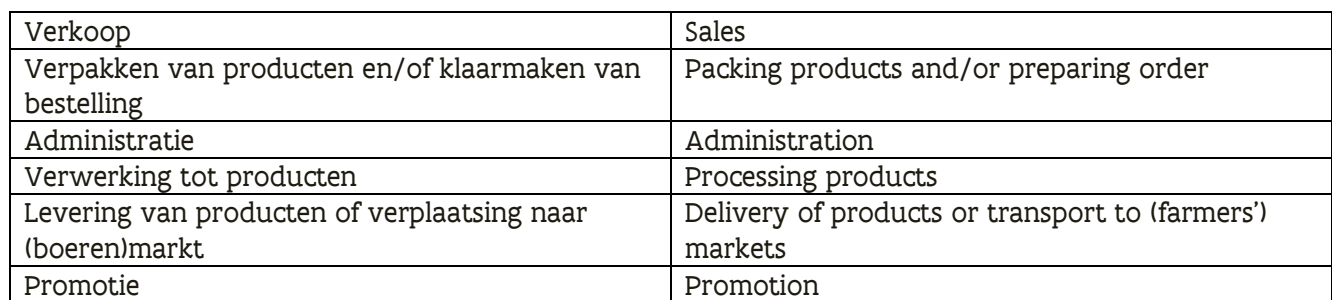 Verkoop Sales
Verpakken van producten en/of klaarmaken van Packing products and/or preparing order
bestelling
Administratie Administration
Verwerking tot producten Processing products
Levering van producten of verplaatsing naar Delivery of products or transport to (farmers’)
(boeren)markt markets
Promotie Promotion